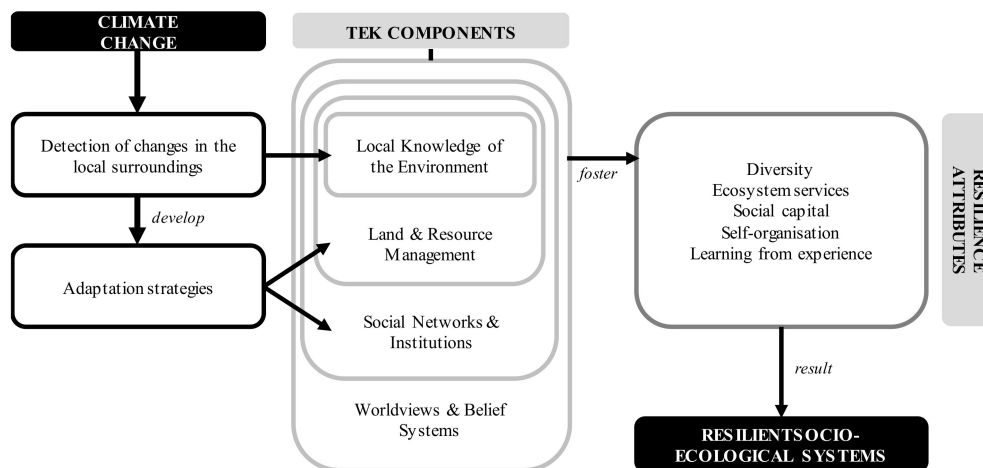 CLIMATE
CHANGE
TEK COMPONENTS
Detection of changes in the
local surroundings
Local Knowledge of
the Environment
foster
Diversity
Ecosystem services
Social capital
Self-organisation
Learning from experience
RESILIENCE
ATTRIBUTES
develop
Land & Resource
Management
Adaptation strategies
Social Networks &
Institutions
result
Worldviews & Belief
Systems
RESILIENT SOCIO-
ECOLOGICAL SYSTEMS